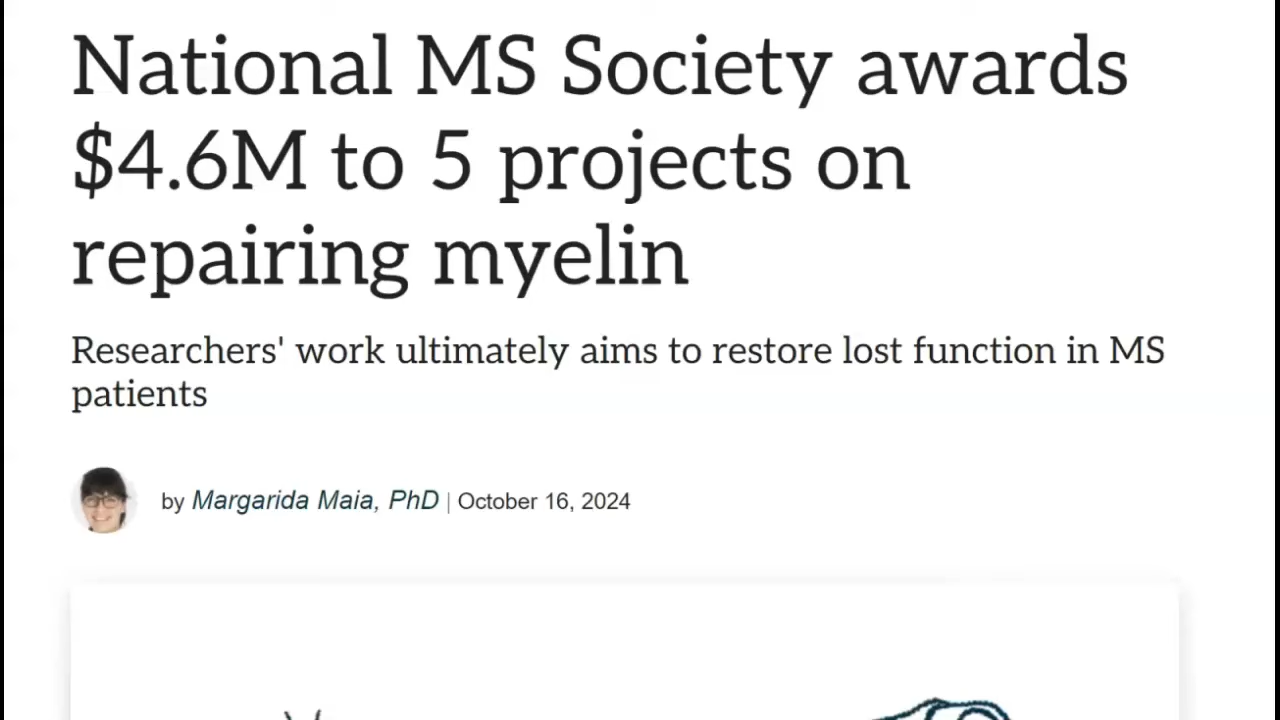 National MS Society awards
$4.6M to 5 projects on
repairing myelin
Researchers' work ultimately aims to restore lost function in MS
patients
by Margarida Maia, PhD | October 16, 2024